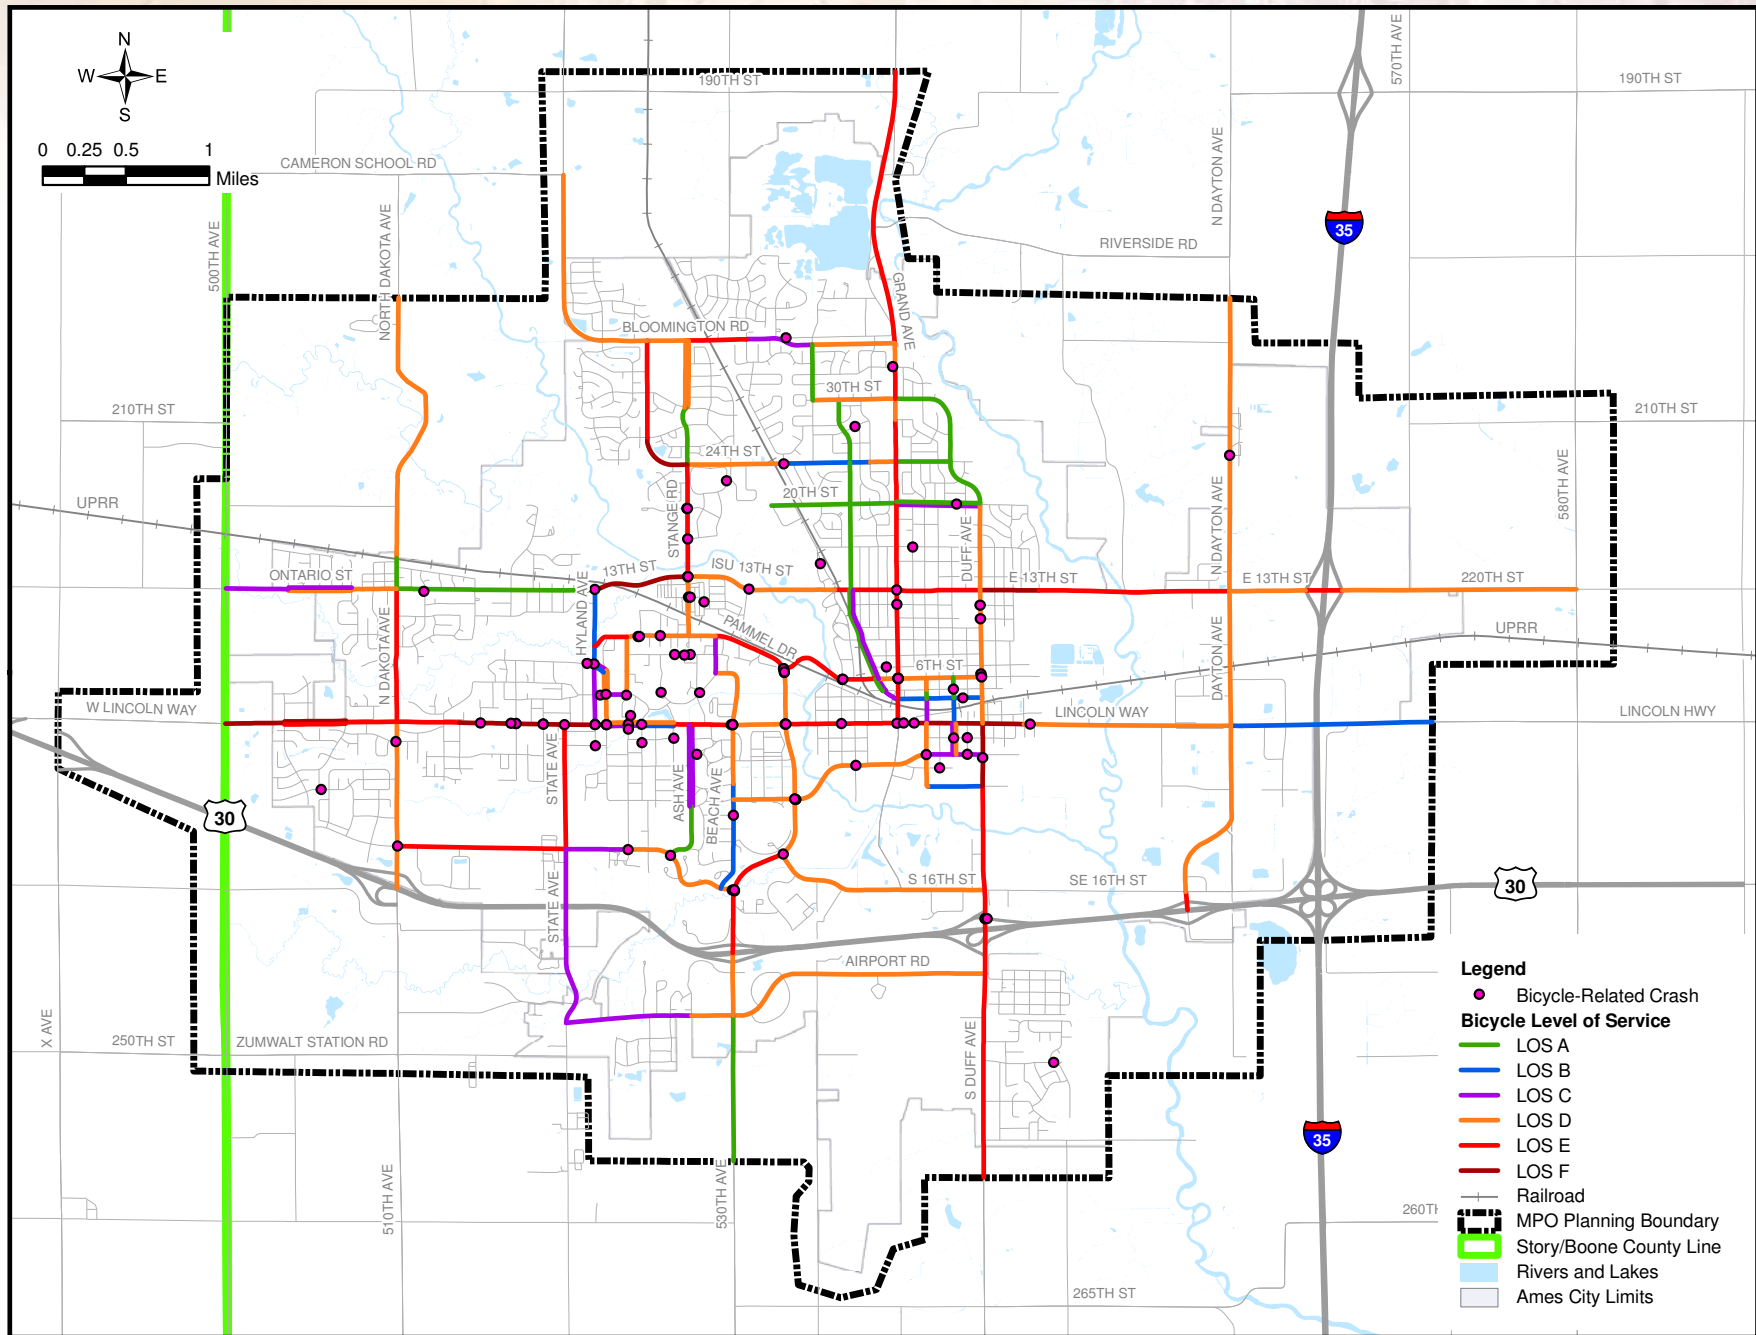 N
W E
S
0 0.25 0.5 1
Miles
190TH ST
190TH ST
570TH AVE
CAMERON SCHOOL RD
500TH AVE
NORTH DAKOTA AVE
N DAYTON AVE
35
RIVERSIDE RD
GRAND AVE
BLOOMINGTON RD
30TH ST
210TH ST
210TH ST
24TH ST
UPRR
20TH ST
STANGE RD
DUFF AVE
N DAYTON AVE
580TH AVE
ONTARIO ST
13TH ST
ISU 13TH ST
E 13TH ST
E 13TH ST
220TH ST
HYLAND AVE
PAMMEL DR
UPRR
N DAKOTA AVE
6TH ST
DAYTON AVE
W LINCOLN WAY
LINCOLN WAY
LINCOLN HWY
STATE AVE
ASH AVE
BEACH AVE
30
S 16TH ST
SE 16TH ST
30
STATE AVE
AIRPORT RD
X AVE
250TH ST
ZUMWALT STATION RD
S DUFF AVE
35
510TH AVE
530TH AVE
260TH
265TH ST
Legend
Bicycle-Related Crash
Bicycle Level of Service
LOS A
LOS B
LOS C
LOS D
LOS E
LOS F
Railroad
MPO Planning Boundary
Story/Boone County Line
Rivers and Lakes
Ames City Limits